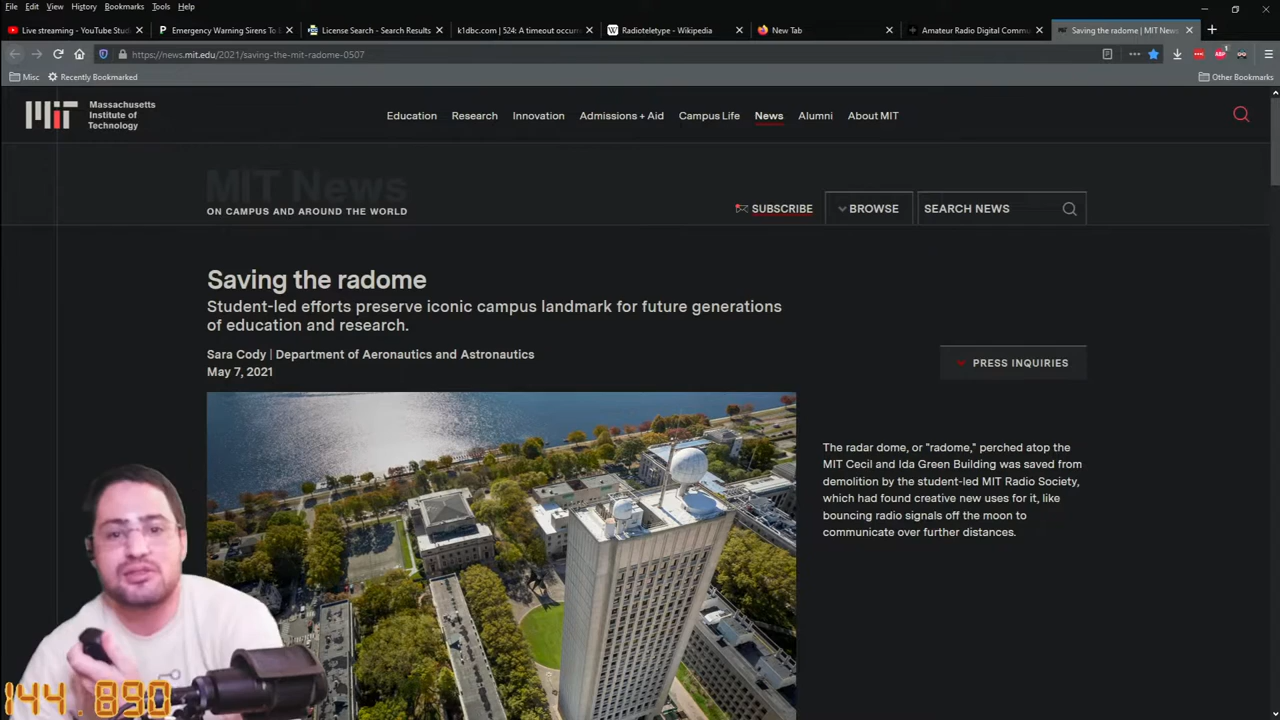 File Edit View History Bookmarks Tools Help
Live streaming - YouTube Stud
Emergency Warning Sirens To B
License Search - Search Results
k1dbc.com | 524: A timeout occurr
Radioteletype - Wikipedia
New Tab
Amateur Radio Digital Commu
Saving the radome | MIT News
https://news.mit.edu/2021/saving-the-mit-radome-0507
Misc
Recently Bookmarked
Other Bookmarks
MIT
Massachusetts
Institute of
Technology
Education Research Innovation Admissions + Aid Campus Life News Alumni About MIT
MIT News
ON CAMPUS AND AROUND THE WORLD
SUBSCRIBE
BROWSE
SEARCH NEWS
Saving the radome
Student-led efforts preserve iconic campus landmark for future generations
of education and research.
Sara Cody | Department of Aeronautics and Astronautics
May 7, 2021
PRESS INQUIRIES
The radar dome, or "radome," perched atop the
MIT Cecil and Ida Green Building was saved from
demolition by the student-led MIT Radio Society,
which had found creative new uses for it, like
bouncing radio signals off the moon to
communicate over further distances.
144.890